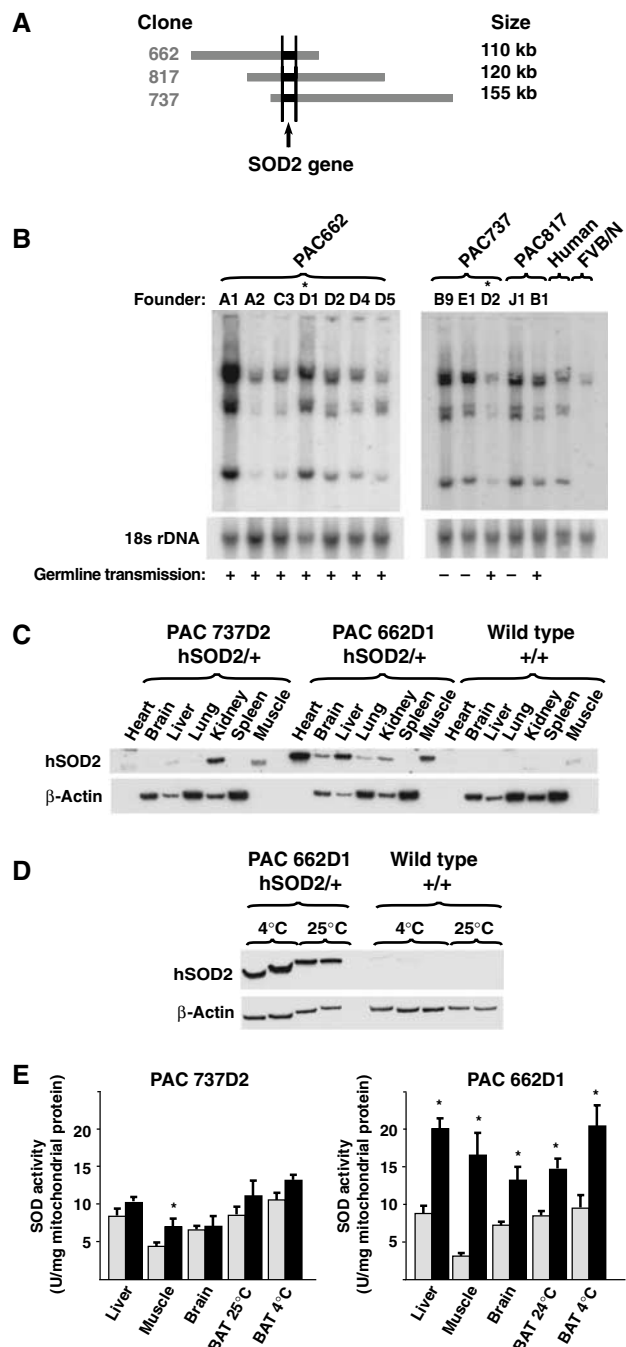 A
Clone
Size
662
110 kb
817
120 kb
737
155 kb
SOD2 gene
B
PAC662
PAC737
PAC817
Human
FVB/N
Founder: A1 A2 C3 D1 D2 D4 D5 B9 E1 D2 J1 B1
* *
18s rDNA
Germline transmission: + + + + + + + – – + – +
C
PAC 737D2 PAC 662D1 Wild type
hSOD2/+ hSOD2/+ +/+
Heart Brain Liver Lung Kidney Spleen Muscle Heart Brain Liver Lung Kidney Spleen Muscle Heart Brain Liver Lung Kidney Spleen Muscle
hSOD2
β-Actin
D
PAC 662D1 Wild type
hSOD2/+ +/+
4°C 25°C 4°C 25°C
hSOD2
β-Actin
E
PAC 737D2
SOD activity
(U/mg mitochondrial protein)
20
15
10
5
*
Liver Muscle Brain BAT 25°C BAT 4°C
PAC 662D1
SOD activity
(U/mg mitochondrial protein)
20
15
10
5
* * * * *
Liver Muscle Brain BAT 24°C BAT 4°C